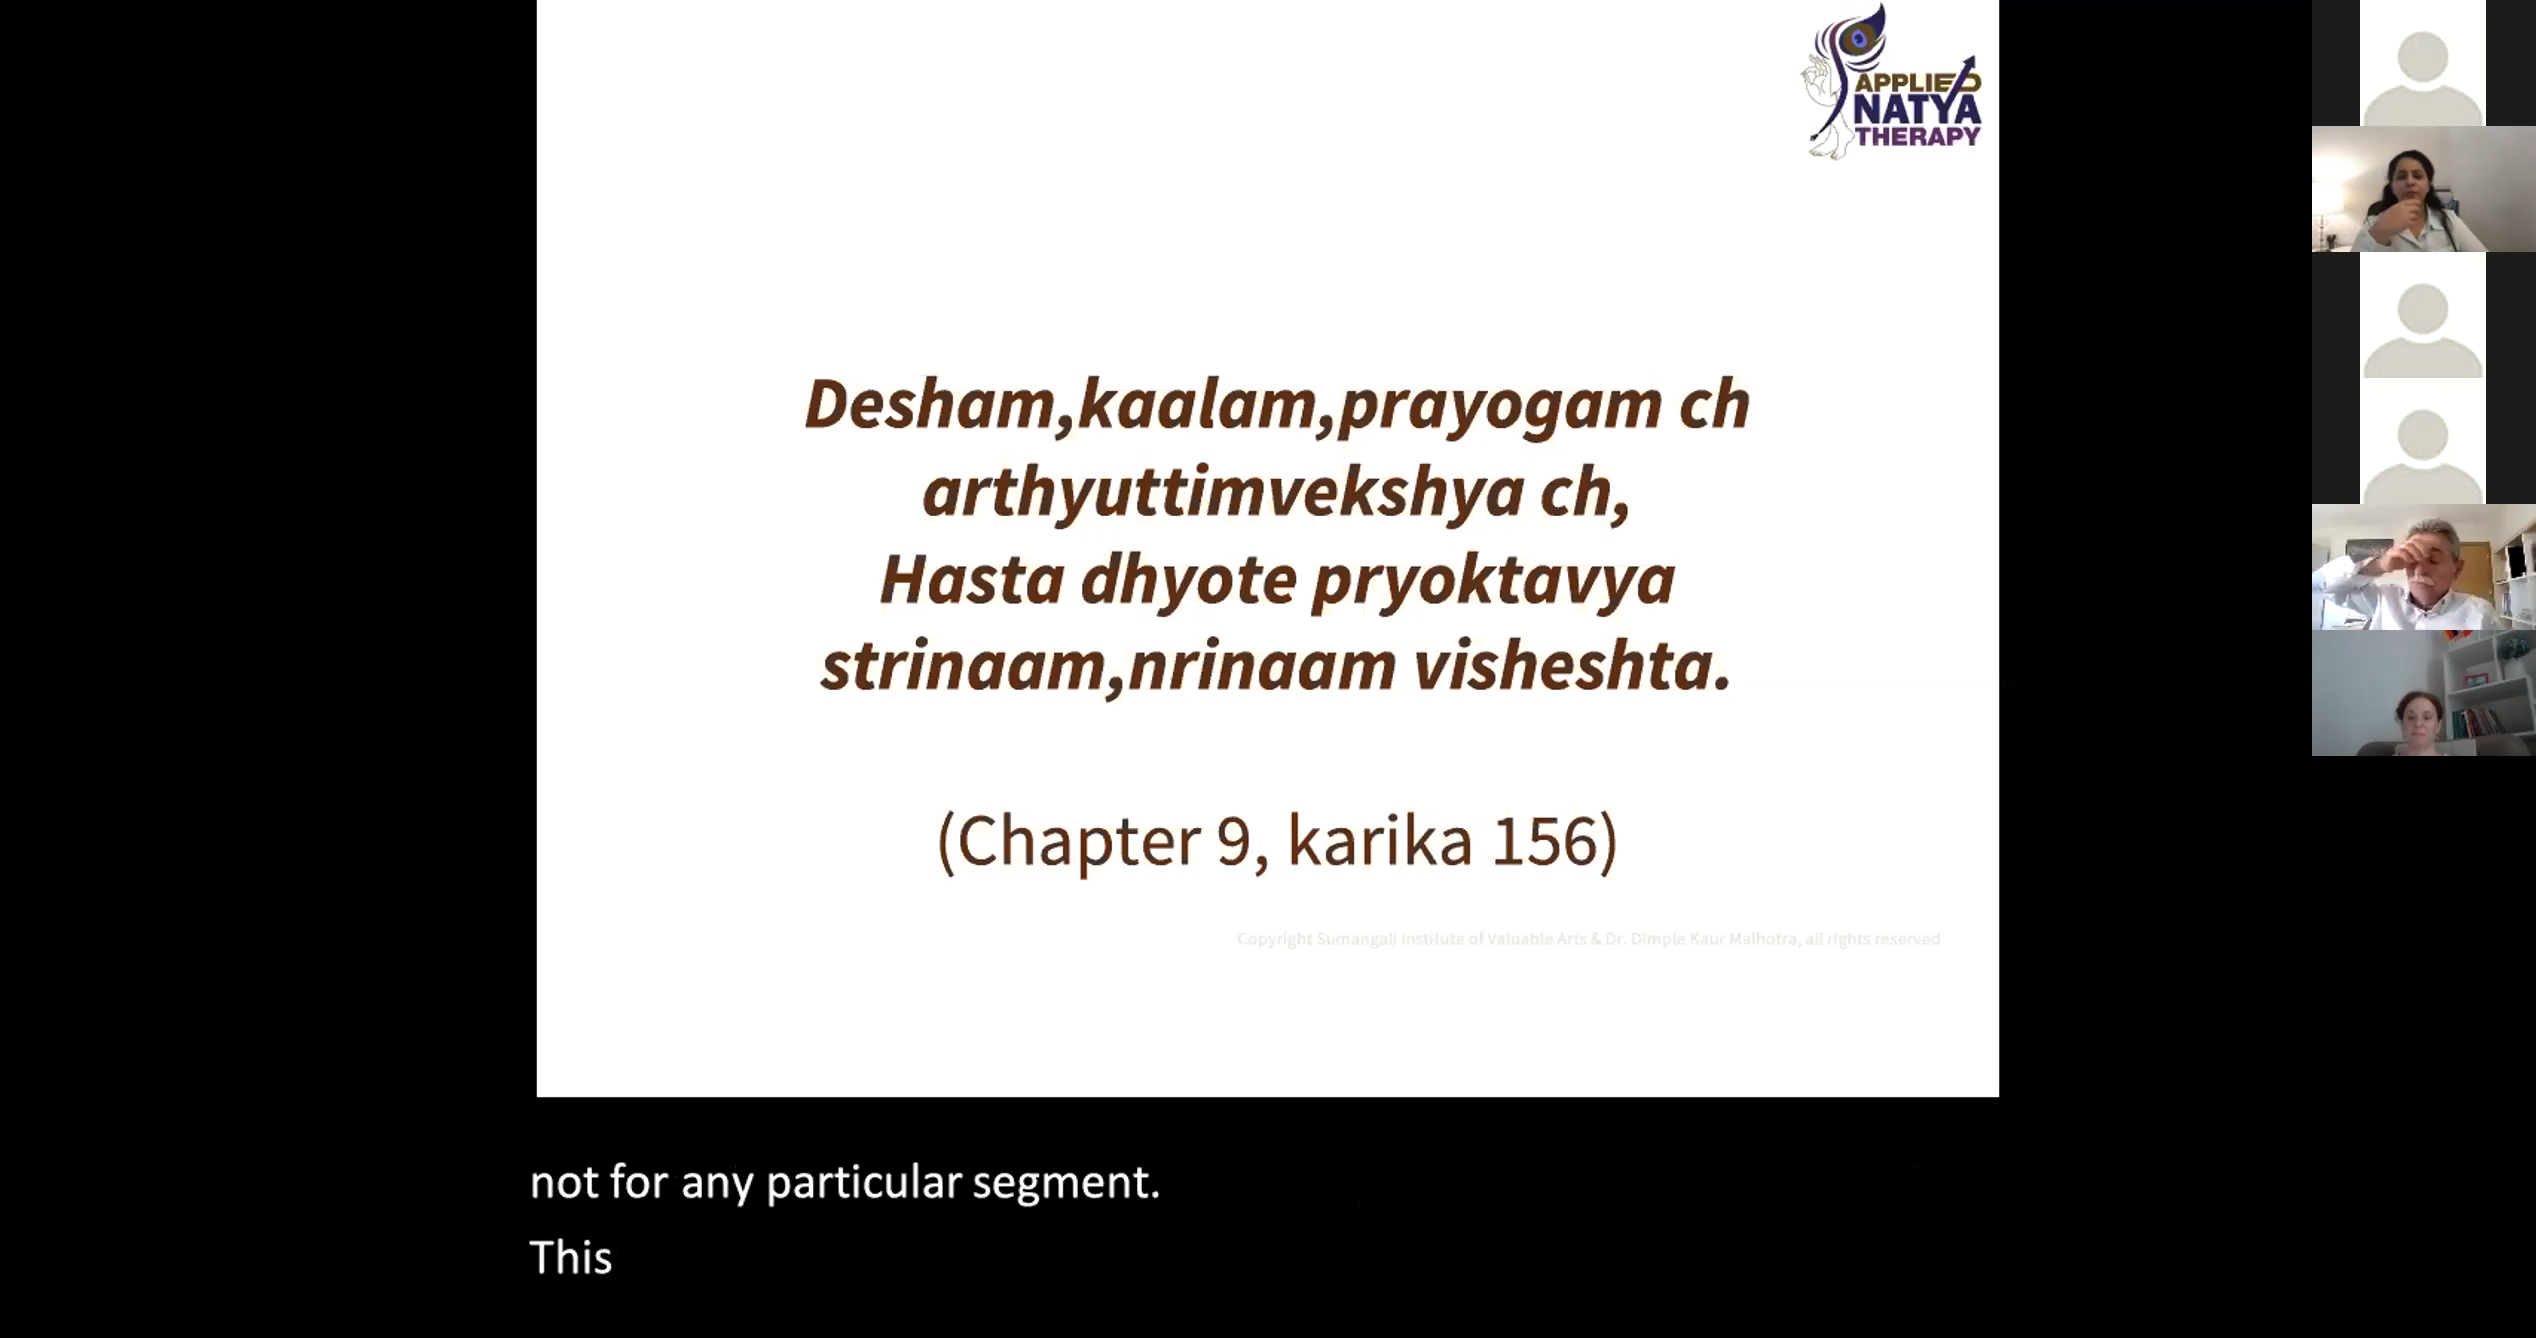 APPLIED
NATYA
THERAPY
Desham,kaalam,prayogam ch
arthyuttimvekshya ch,
Hasta dhyote pryoktavya
strinaam,nrinaam visheshta.
(Chapter 9, karika 156)
Copyright Sumangali Institute of Valuable Arts & Dr. Dimple Kaur Malhotra, all rights reserved
not for any particular segment.
This